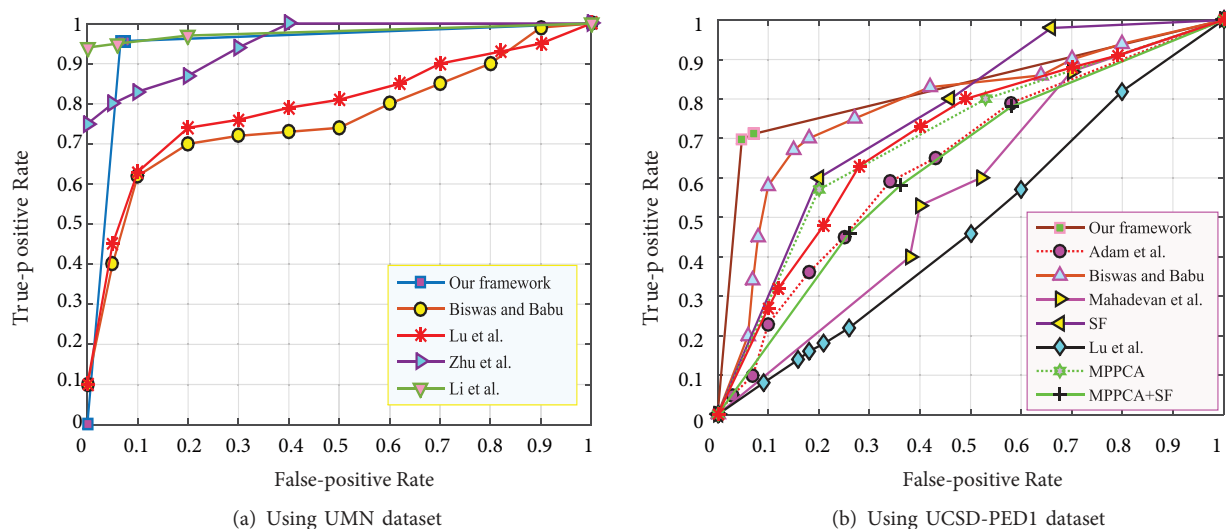 1
0.9
0.8
0.7
0.6
0.5
0.4
0.3
0.2
0.1
0
True-p ositive Rate
0 0.1 0.2 0.3 0.4 0.5 0.6 0.7 0.8 0.9 1
False-positive Rate
Our framework
Biswas and Babu
Lu et al.
Zhu et al.
Li et al.
(a) Using UMN dataset
1
0.9
0.8
0.7
0.6
0.5
0.4
0.3
0.2
0.1
0
True-p ositive Rate
0 0.1 0.2 0.3 0.4 0.5 0.6 0.7 0.8 0.9 1
False-positive Rate
Our framework
Adam et al.
Biswas and Babu
Mahadevan et al.
SF
Lu et al.
MPPCA
MPPCA+SF
(b) Using UCSD-PED1 dataset